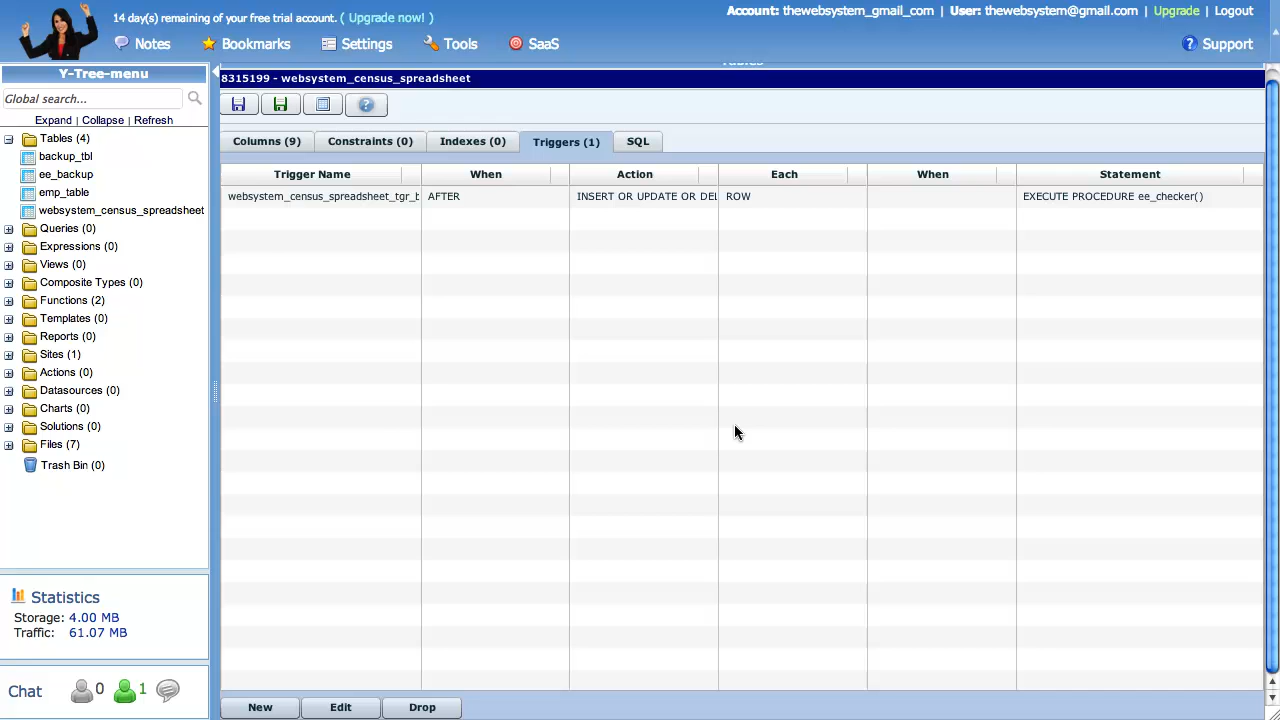 14 day(s) remaining of your free trial account. ( Upgrade now! )
Account: thewebsystem_gmail_com | User: thewebsystem@gmail.com | Upgrade | Logout
Notes Bookmarks Settings Tools SaaS Support
Y-Tree-menu
Global search...
Expand | Collapse | Refresh
Tables (4)
backup_tbl
ee_backup
emp_table
websystem_census_spreadsheet
Queries (0)
Expressions (0)
Views (0)
Composite Types (0)
Functions (2)
Templates (0)
Reports (0)
Sites (1)
Actions (0)
Datasources (0)
Charts (0)
Solutions (0)
Files (7)
Trash Bin (0)
Statistics
Storage: 4.00 MB
Traffic: 61.07 MB
Chat 0 1
8315199 - websystem_census_spreadsheet
Columns (9) Constraints (0) Indexes (0) Triggers (1) SQL
Trigger Name When Action Each When Statement
websystem_census_spreadsheet_tgr_b AFTER INSERT OR UPDATE OR DEL ROW EXECUTE PROCEDURE ee_checker()
New Edit Drop